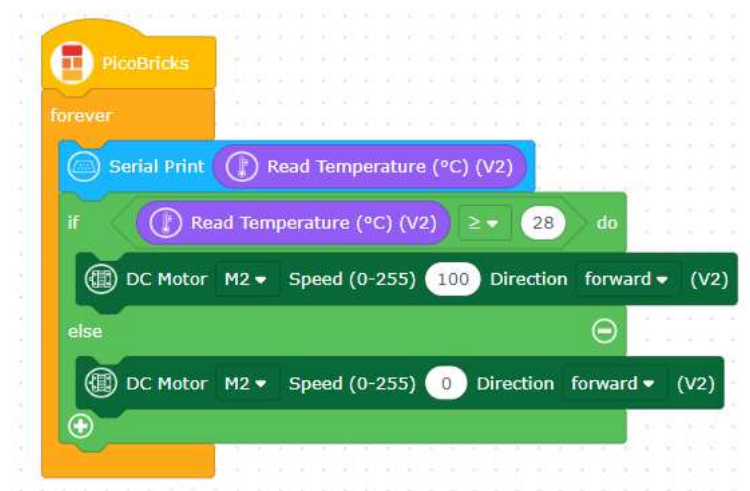 PicoBricks
forever
Serial Print Read Temperature (°C) (V2)
if Read Temperature (°C) (V2) ≥ 28 do
DC Motor M2 Speed (0-255) 100 Direction forward (V2)
else
DC Motor M2 Speed (0-255) 0 Direction forward (V2)